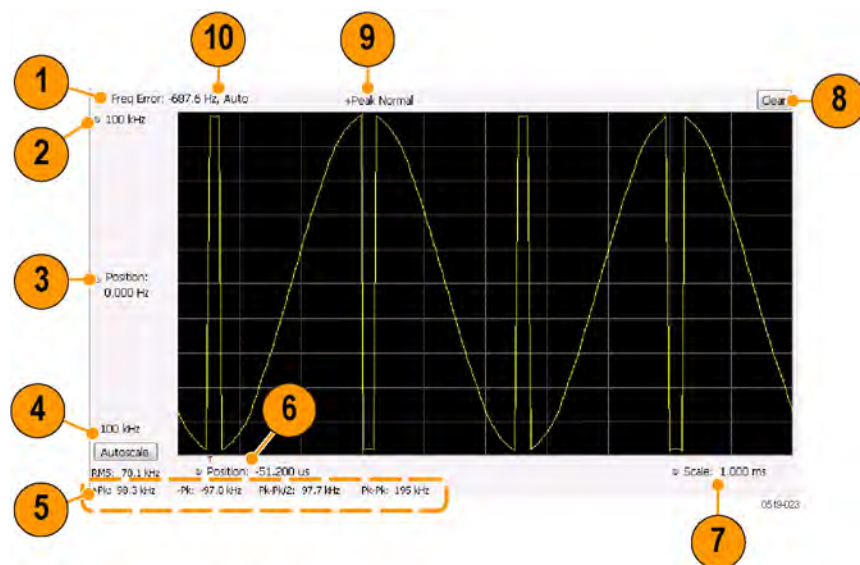 10
9
1
Freq Error: -687.6 Hz, Auto
+Peak Normal
Clear
8
100 kHz
2
3
Position:
0.000 Hz
4
100 kHz
6
Autoscale
T
Position: -51.200 us
Scale: 1.000 ms
RMS: 70.1 kHz
5
+Pk: 98.3 kHz -Pk: -97.0 kHz Pk-Pk/2: 97.7 kHz Pk-Pk: 195 kHz
0519-023
7